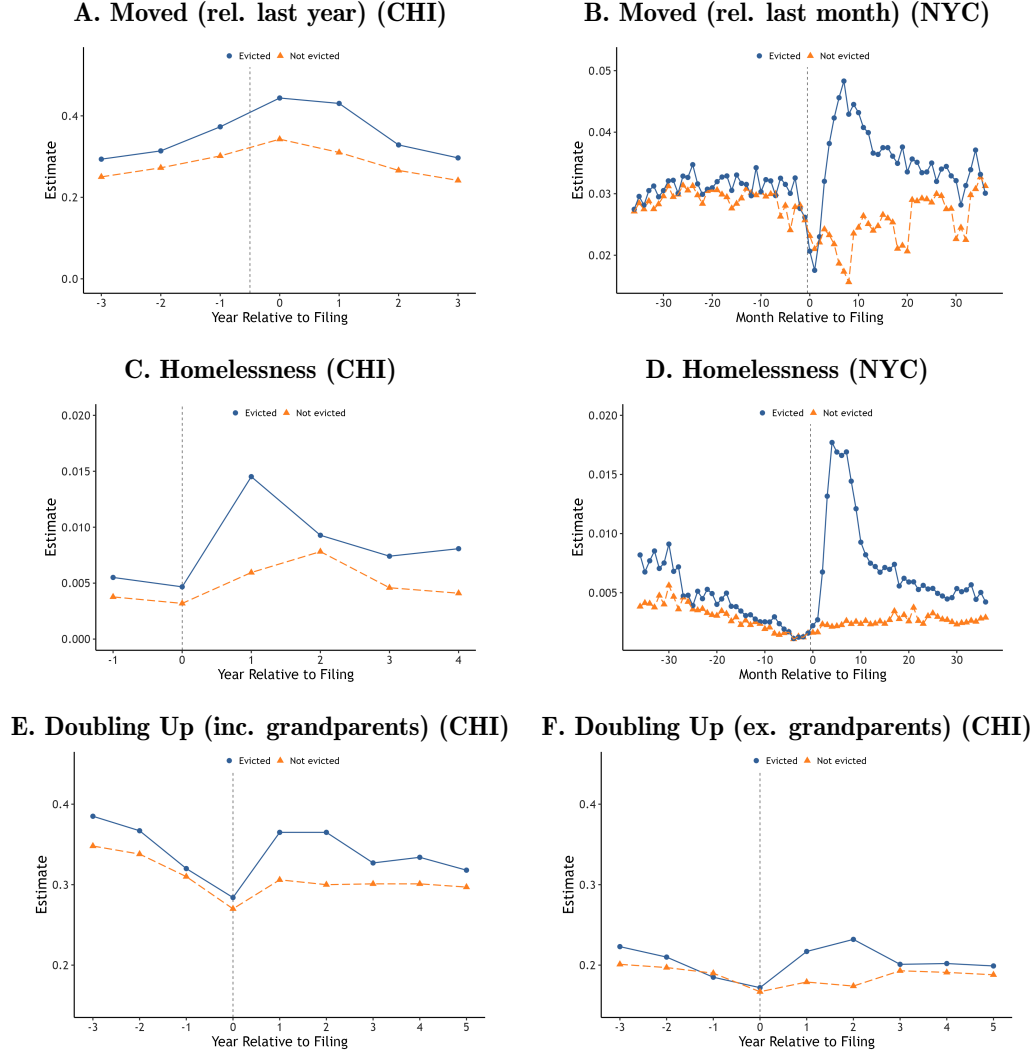 A. Moved (rel. last year) (CHI)
Evicted Not evicted
Estimate
0.4
0.2
0.0
-3 -2 -1 0 1 2 3
Year Relative to Filing
B. Moved (rel. last month) (NYC)
Evicted Not evicted
Estimate
0.05
0.04
0.03
0.02
-30 -20 -10 0 10 20 30
Month Relative to Filing
C. Homelessness (CHI)
Evicted Not evicted
Estimate
0.020
0.015
0.010
0.005
0.000
-1 0 1 2 3 4
Year Relative to Filing
D. Homelessness (NYC)
Evicted Not evicted
Estimate
0.020
0.015
0.010
0.005
-30 -20 -10 0 10 20 30
Month Relative to Filing
E. Doubling Up (inc. grandparents) (CHI)
Evicted Not evicted
Estimate
0.4
0.3
0.2
-3 -2 -1 0 1 2 3 4 5
Year Relative to Filing
F. Doubling Up (ex. grandparents) (CHI)
Evicted Not evicted
Estimate
0.4
0.3
0.2
-3 -2 -1 0 1 2 3 4 5
Year Relative to Filing